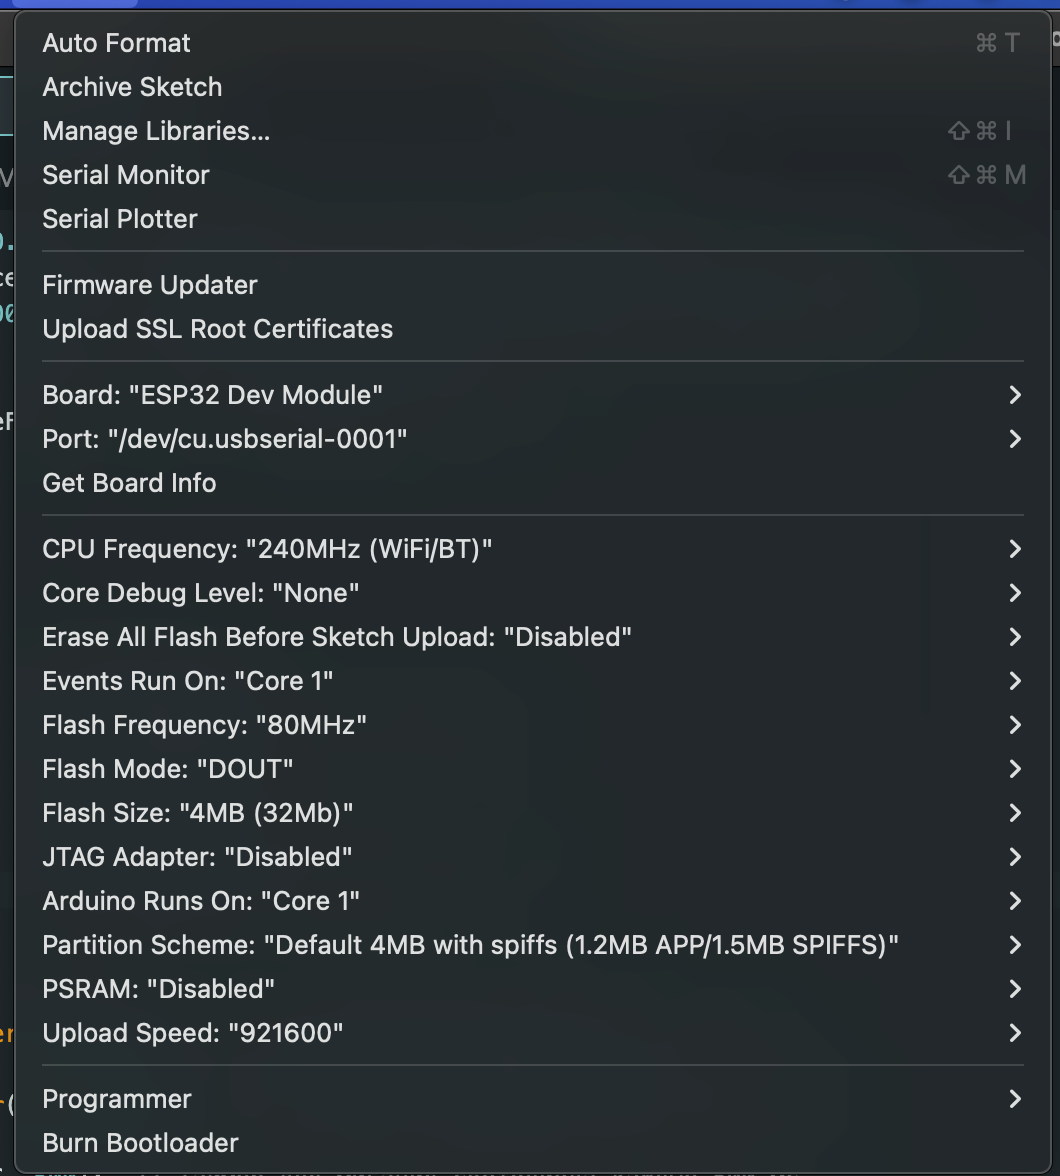 Auto Format ⌘ T
Archive Sketch
Manage Libraries... ⇧ ⌘ I
Serial Monitor ⇧ ⌘ M
Serial Plotter
Firmware Updater
Upload SSL Root Certificates
Board: "ESP32 Dev Module"
Port: "/dev/cu.usbserial-0001"
Get Board Info
CPU Frequency: "240MHz (WiFi/BT)"
Core Debug Level: "None"
Erase All Flash Before Sketch Upload: "Disabled"
Events Run On: "Core 1"
Flash Frequency: "80MHz"
Flash Mode: "DOUT"
Flash Size: "4MB (32Mb)"
JTAG Adapter: "Disabled"
Arduino Runs On: "Core 1"
Partition Scheme: "Default 4MB with spiffs (1.2MB APP/1.5MB SPIFFS)"
PSRAM: "Disabled"
Upload Speed: "921600"
Programmer
Burn Bootloader